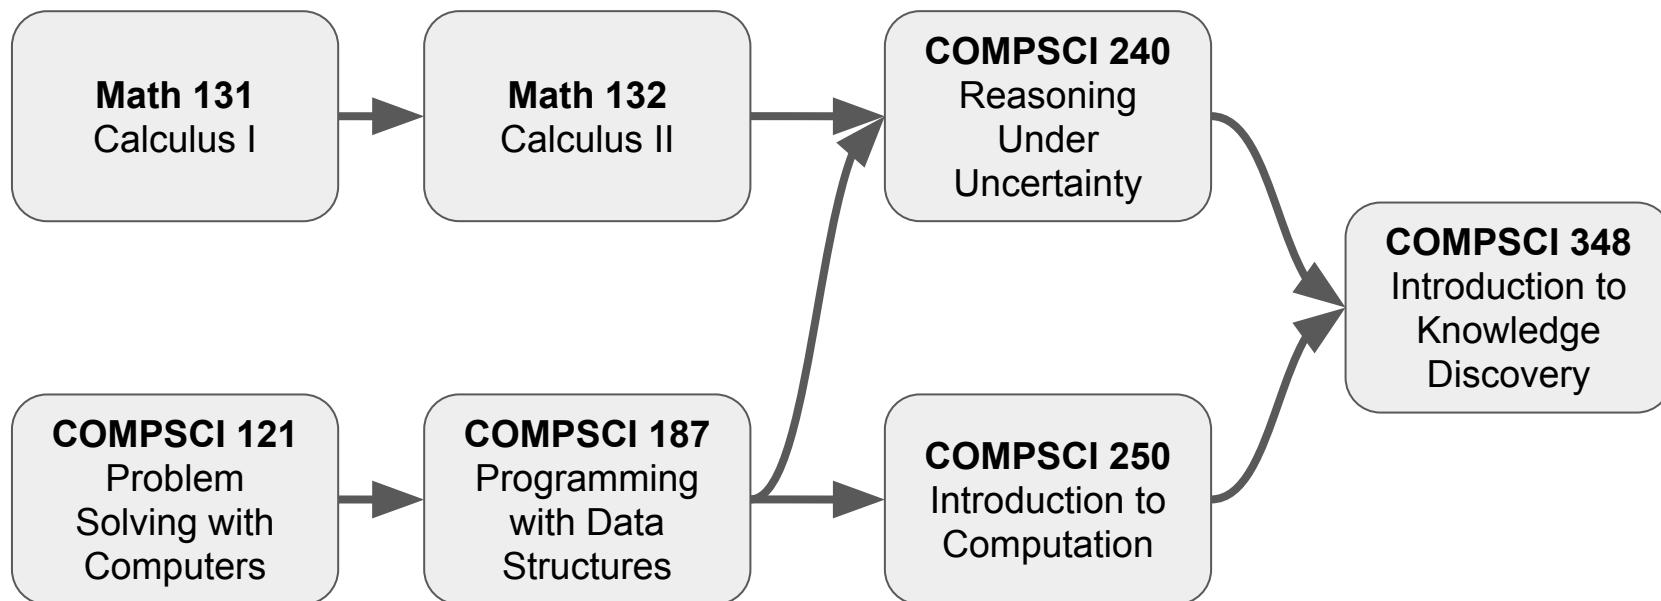 Math 131
Calculus I
Math 132
Calculus II
COMPSCI 240
Reasoning
Under
Uncertainty
COMPSCI 348
Introduction to
Knowledge
Discovery
COMPSCI 121
Problem
Solving with
Computers
COMPSCI 187
Programming
with Data
Structures
COMPSCI 250
Introduction to
Computation